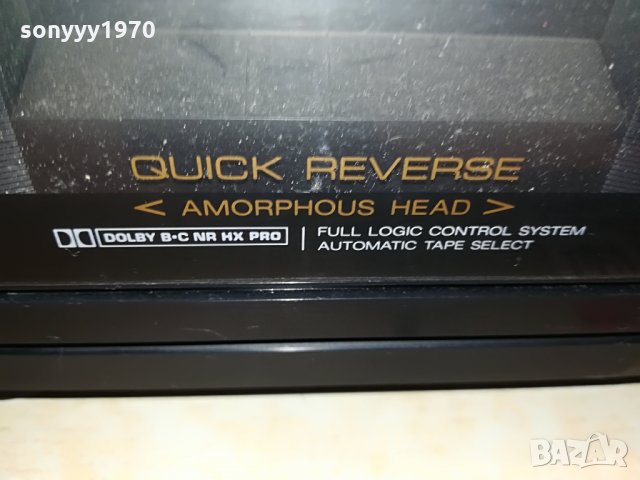 sonyyy1970
QUICK REVERSE
< AMORPHOUS HEAD >
DOLBY B•C NR HX PRO | FULL LOGIC CONTROL SYSTEM
AUTOMATIC TAPE SELECT
BAZAR